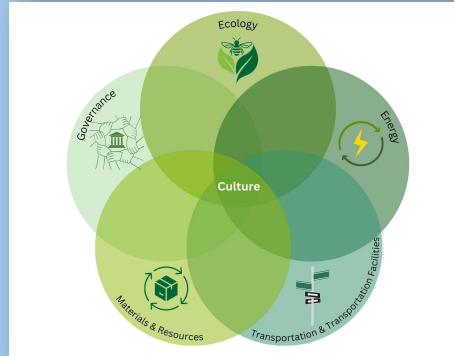 Ecology
Governance
Energy
Culture
Materials & Resources
Transportation & Transportation Facilities